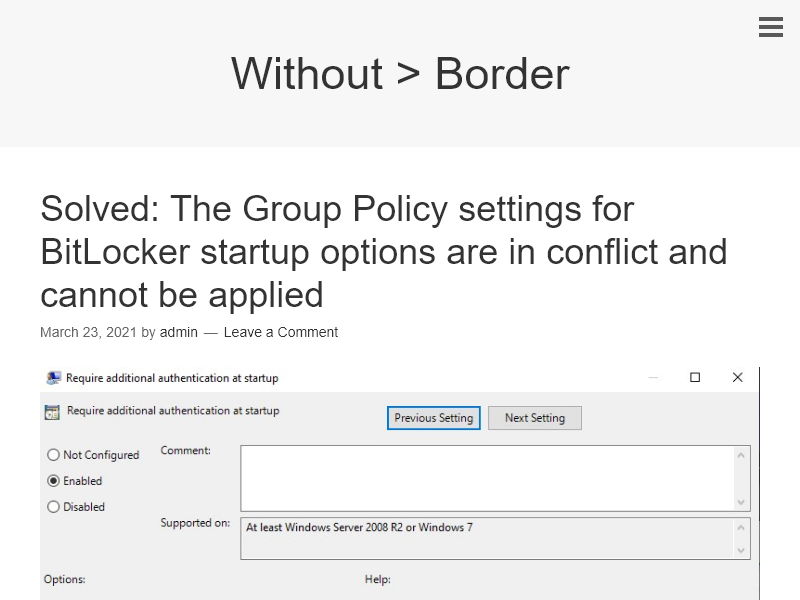 Without > Border
Solved: The Group Policy settings for
BitLocker startup options are in conflict and
cannot be applied
March 23, 2021 by admin — Leave a Comment
Require additional authentication at startup
Require additional authentication at startup
Previous Setting Next Setting
Not Configured Comment:
Enabled
Disabled
Supported on: At least Windows Server 2008 R2 or Windows 7
Options: Help: